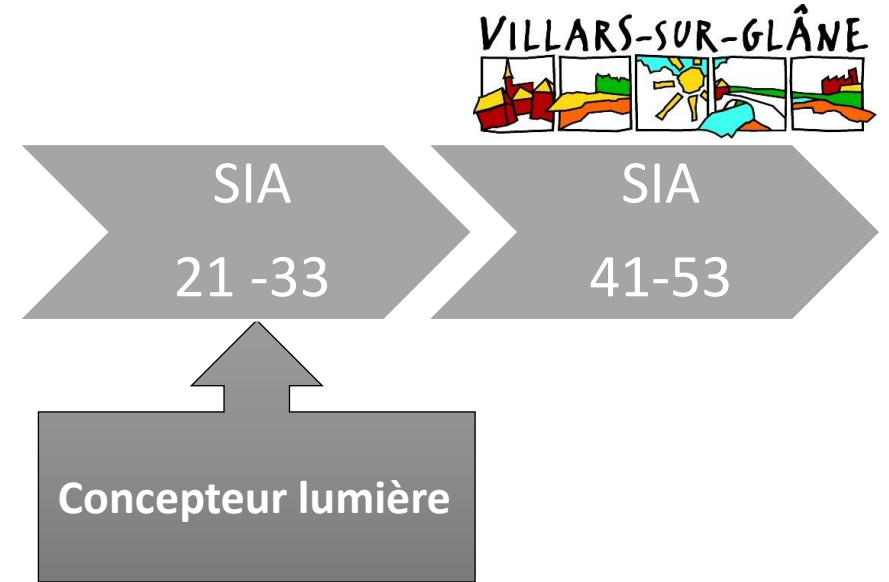 VILLARS-SUR-GLÂNE
SIA
21 -33
SIA
41-53
Concepteur lumière